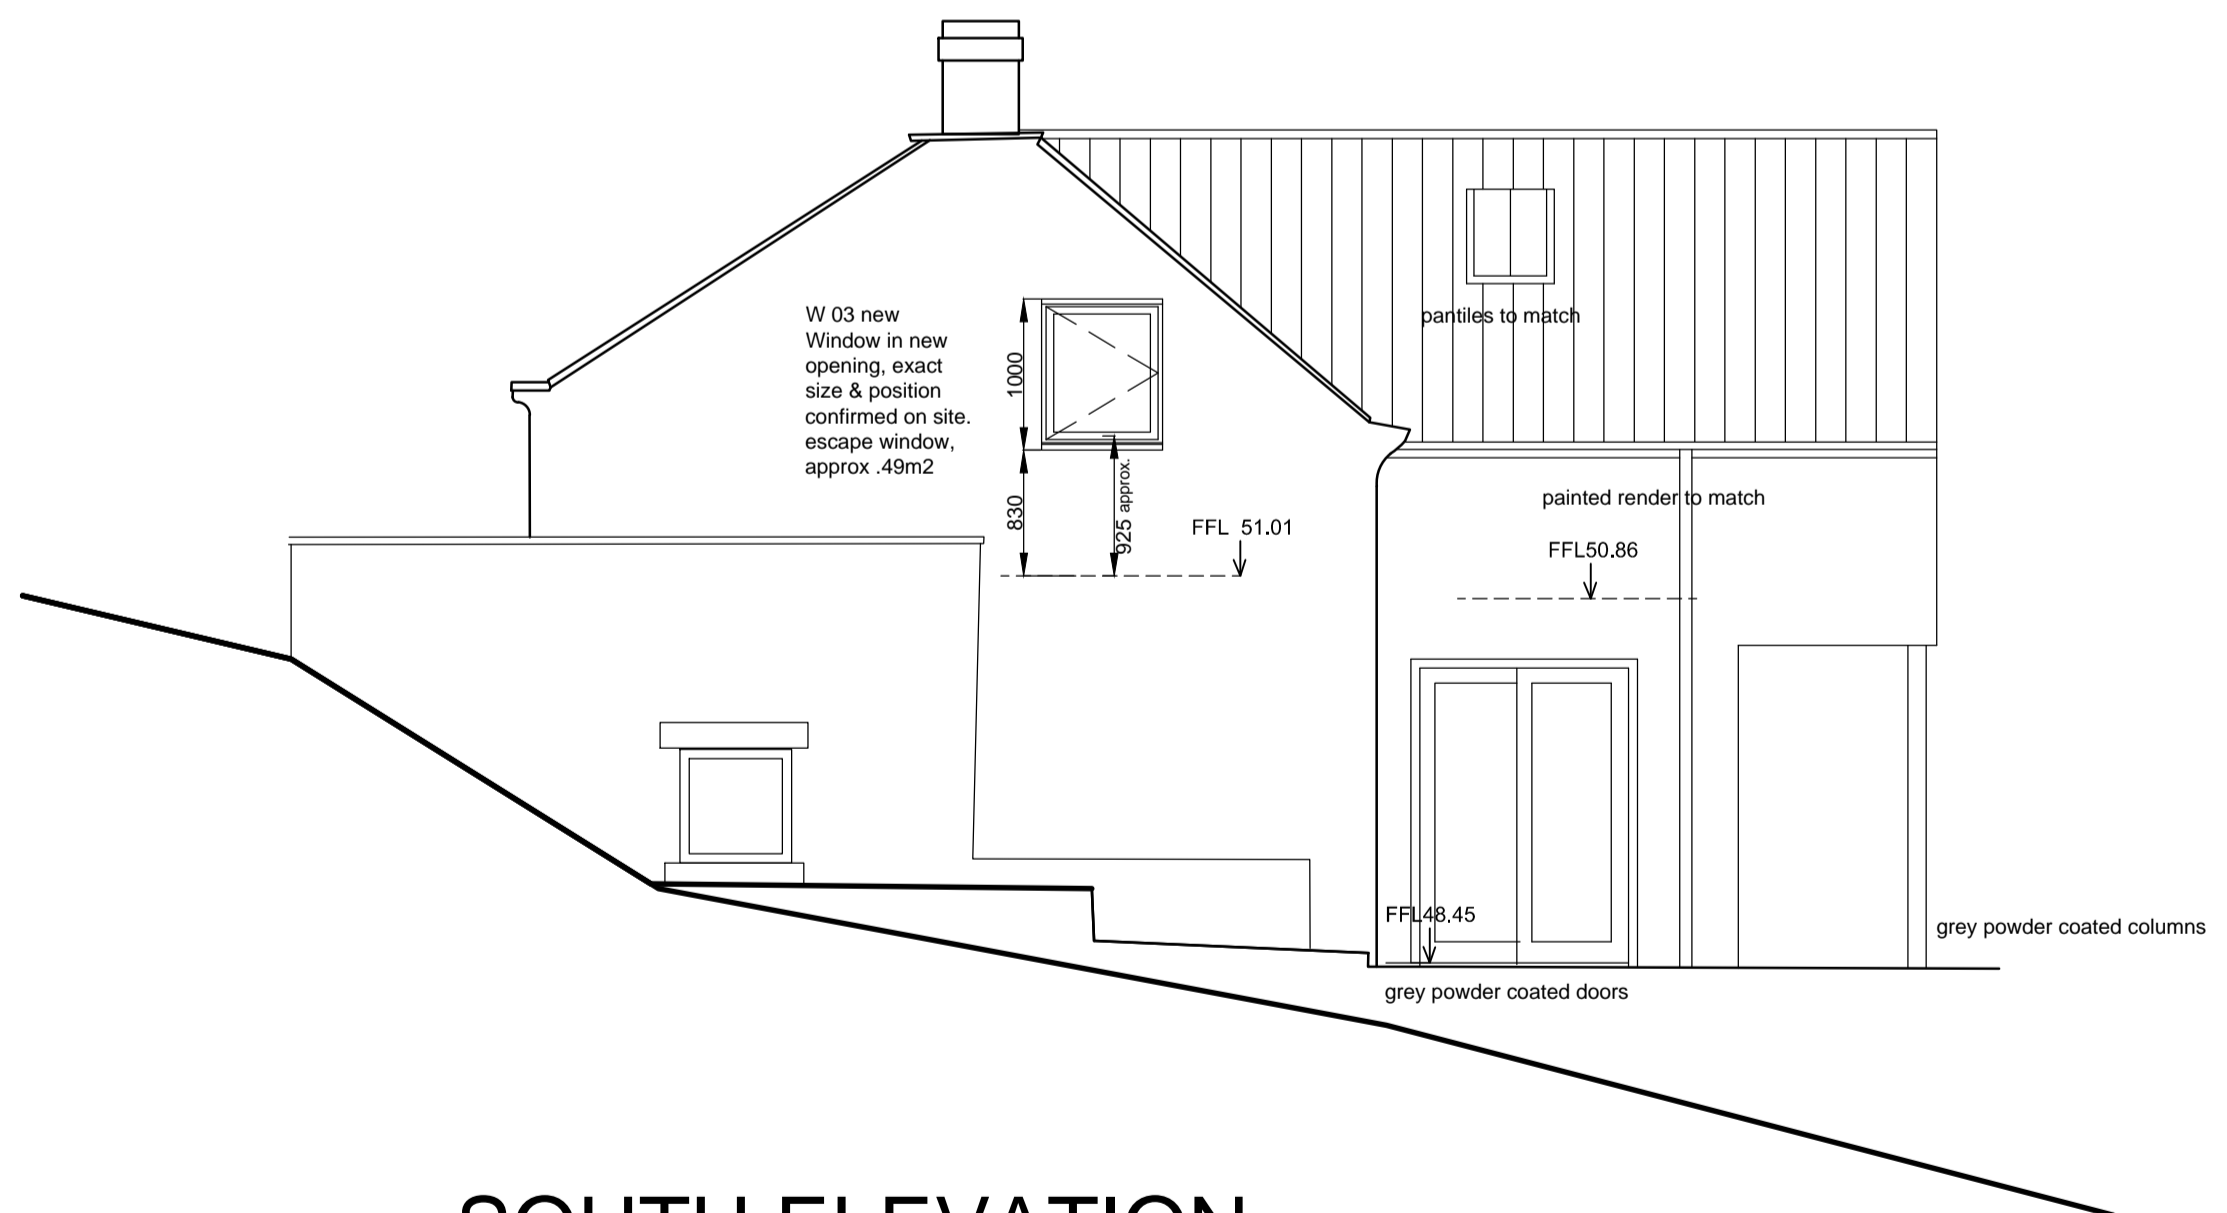 W 03 new
Window in new
opening, exact
size & position
confirmed on site.
escape window,
approx .49m2
1000
830
925 approx.
FFL 51.01
pantiles to match
painted render to match
FFL50.86
FFL48.45
grey powder coated columns
grey powder coated doors
SOUTH ELEVATION